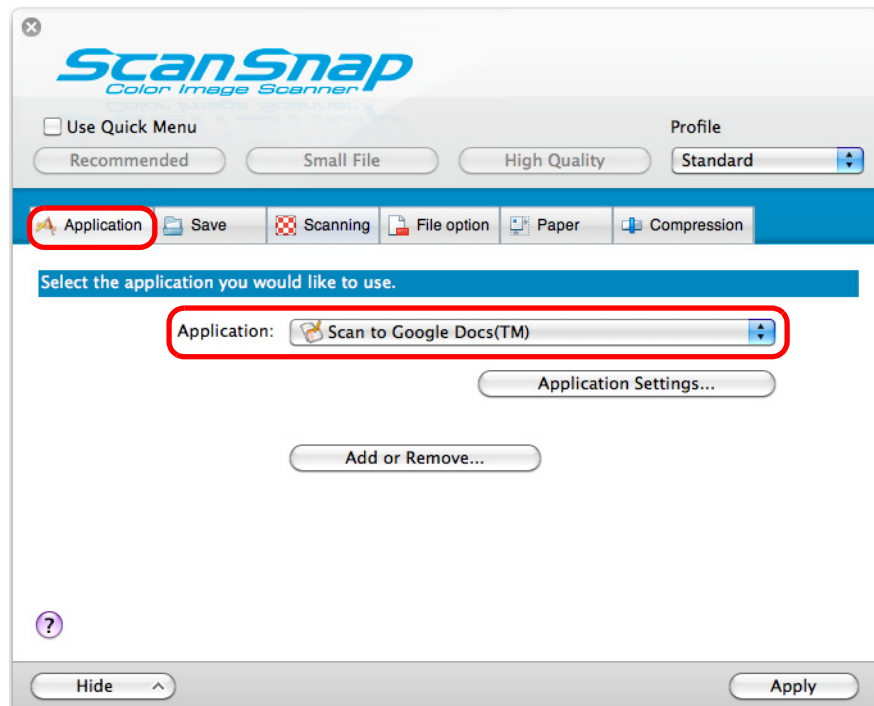 ScanSnap
Color Image Scanner
Use Quick Menu
Profile
Recommended Small File High Quality Standard
Application Save Scanning File option Paper Compression
Select the application you would like to use.
Application: Scan to Google Docs(TM)
Application Settings...
Add or Remove...
?
Hide Apply